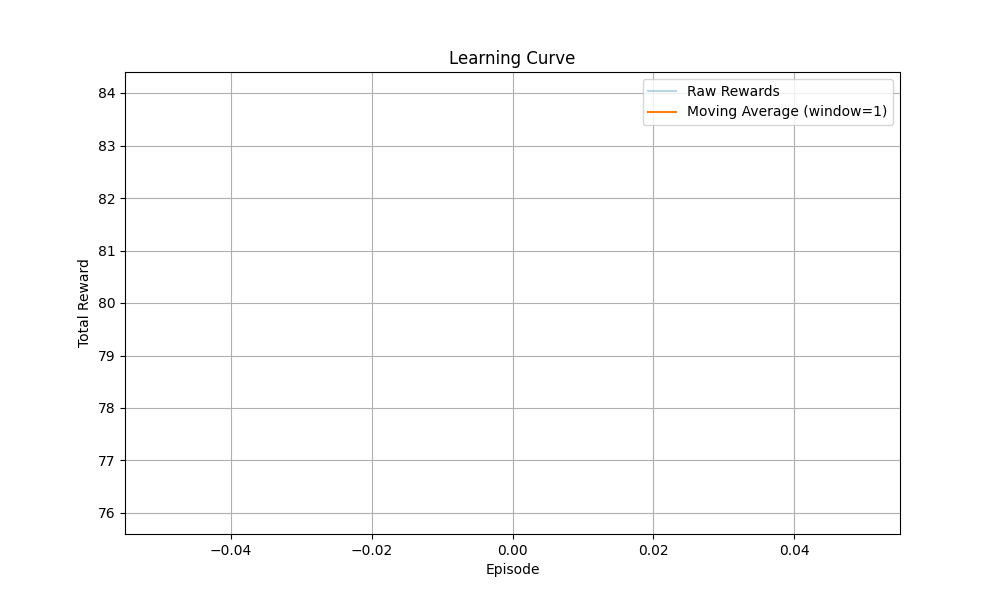 Learning Curve
Raw Rewards
Moving Average (window=1)
Total Reward
84
83
82
81
80
79
78
77
76
−0.04
−0.02
0.00
0.02
0.04
Episode